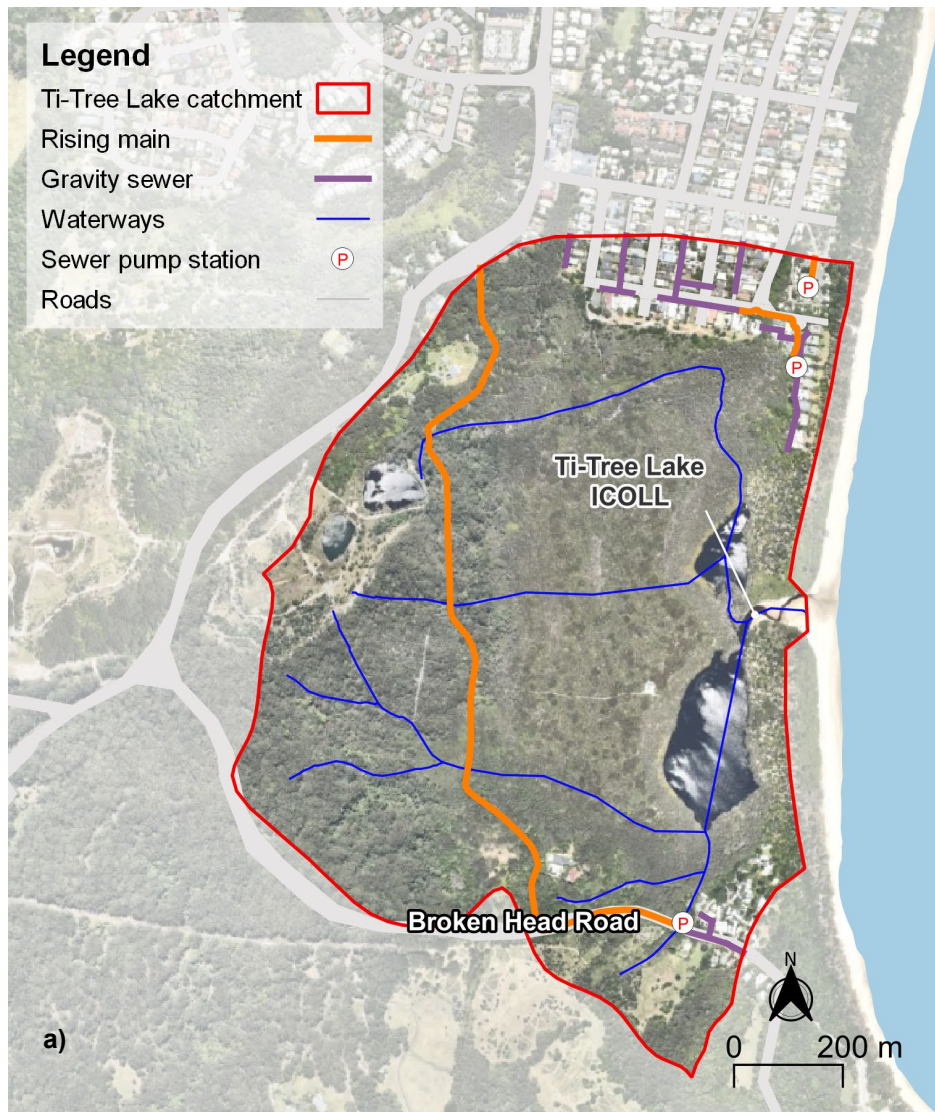 Legend
Ti-Tree Lake catchment
Rising main
Gravity sewer
Waterways
Sewer pump station P
Roads
P
P
Ti-Tree Lake
ICOLL
Broken Head Road
P
N
a)
0 200 m